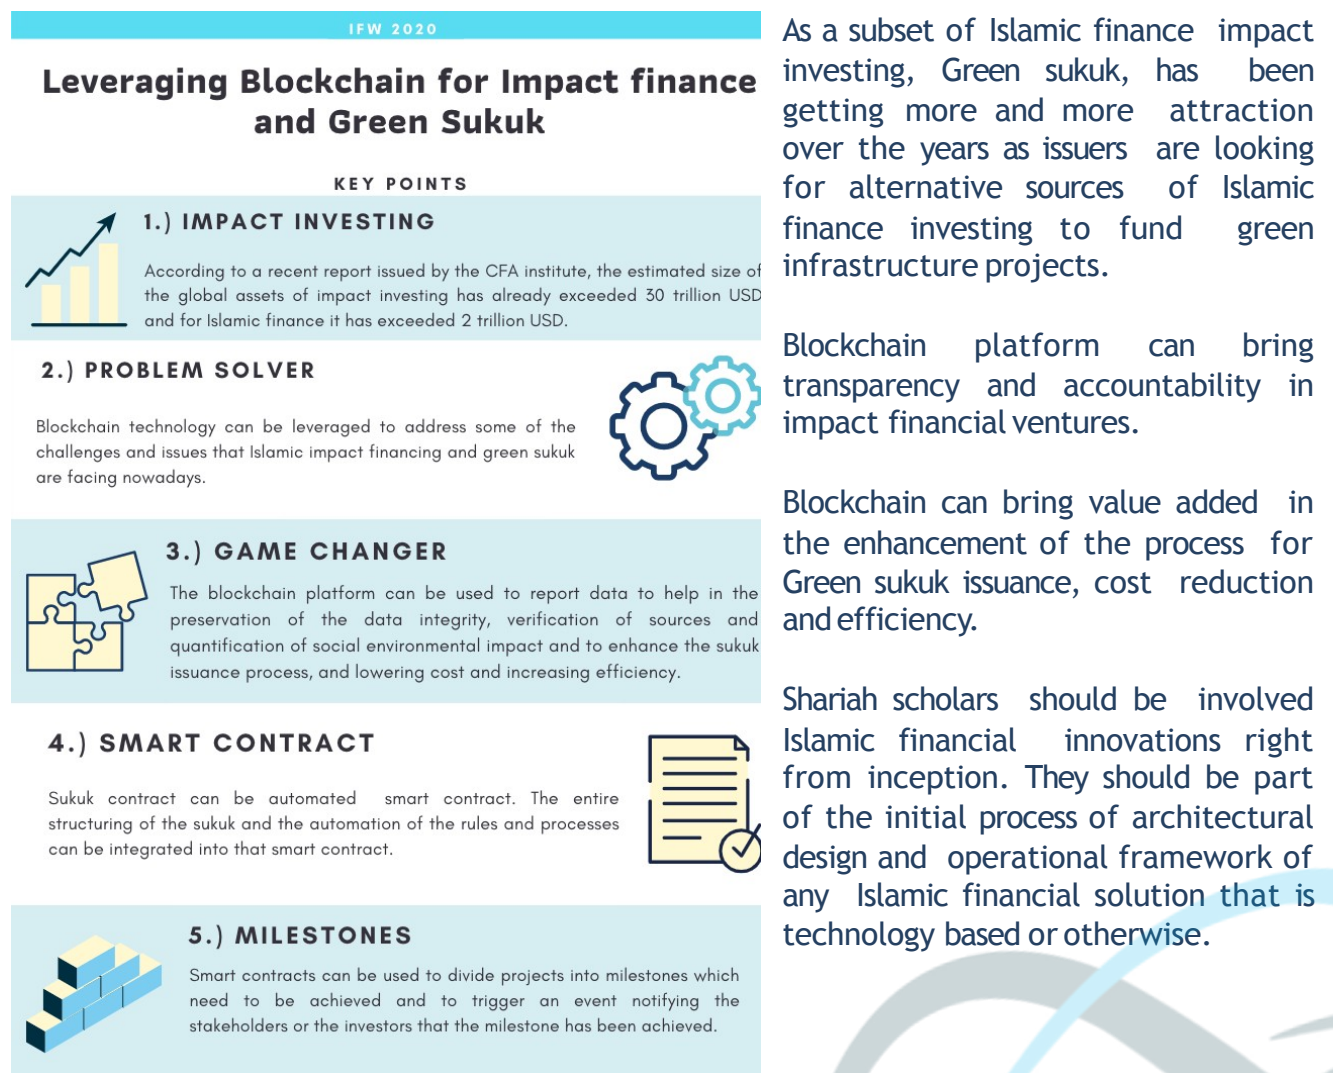 IFW 2020
Leveraging Blockchain for Impact finance
and Green Sukuk
KEY POINTS
1.) IMPACT INVESTING
According to a recent report issued by the CFA institute, the estimated size of
the global assets of impact investing has already exceeded 30 trillion USD
and for Islamic finance it has exceeded 2 trillion USD.
2.) PROBLEM SOLVER
Blockchain technology can be leveraged to address some of the
challenges and issues that Islamic impact financing and green sukuk
are facing nowadays.
3.) GAME CHANGER
The blockchain platform can be used to report data to help in the
preservation of the data integrity, verification of sources and
quantification of social environmental impact and to enhance the sukuk
issuance process, and lowering cost and increasing efficiency.
4.) SMART CONTRACT
Sukuk contract can be automated smart contract. The entire
structuring of the sukuk and the automation of the rules and processes
can be integrated into that smart contract.
5.) MILESTONES
Smart contracts can be used to divide projects into milestones which
need to be achieved and to trigger an event notifying the
stakeholders or the investors that the milestone has been achieved.
As a subset of Islamic finance impact
investing, Green sukuk, has been
getting more and more attraction
over the years as issuers are looking
for alternative sources of Islamic
finance investing to fund green
infrastructure projects.
Blockchain platform can bring
transparency and accountability in
impact financial ventures.
Blockchain can bring value added in
the enhancement of the process for
Green sukuk issuance, cost reduction
and efficiency.
Shariah scholars should be involved
Islamic financial innovations right
from inception. They should be part
of the initial process of architectural
design and operational framework of
any Islamic financial solution that is
technology based or otherwise.